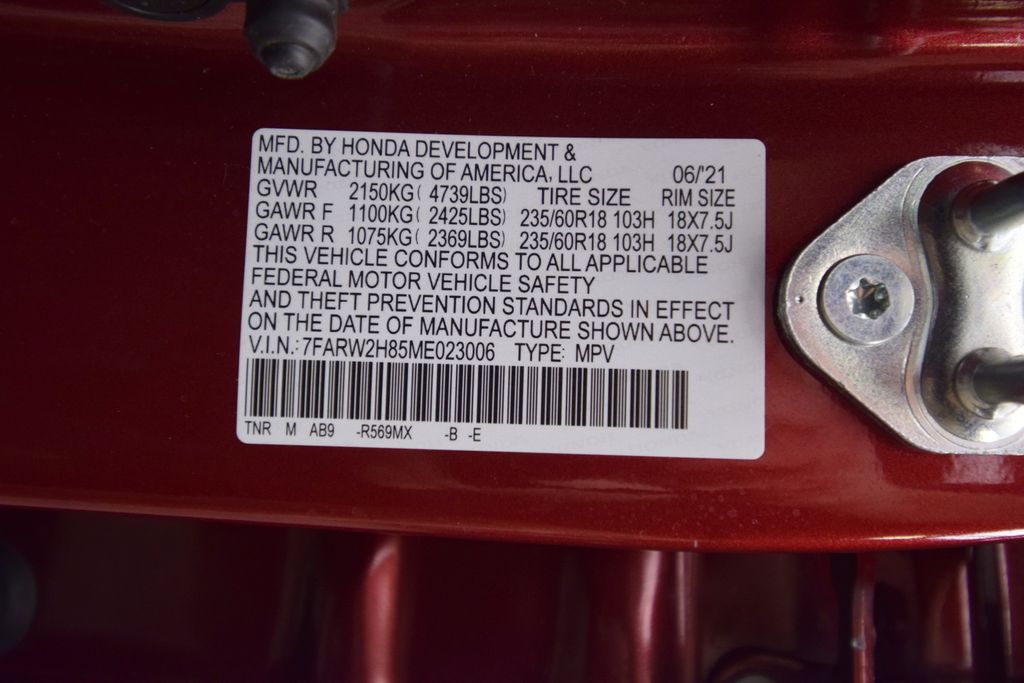 MFD. BY HONDA DEVELOPMENT &
MANUFACTURING OF AMERICA, LLC 06/'21
GVWR 2150KG( 4739LBS) TIRE SIZE RIM SIZE
GAWR F 1100KG( 2425LBS) 235/60R18 103H 18X7.5J
GAWR R 1075KG( 2369LBS) 235/60R18 103H 18X7.5J
THIS VEHICLE CONFORMS TO ALL APPLICABLE
FEDERAL MOTOR VEHICLE SAFETY
AND THEFT PREVENTION STANDARDS IN EFFECT
ON THE DATE OF MANUFACTURE SHOWN ABOVE.
V.I.N.:7FARW2H85ME023006 TYPE: MPV
TNR M AB9 -R569MX -B -E